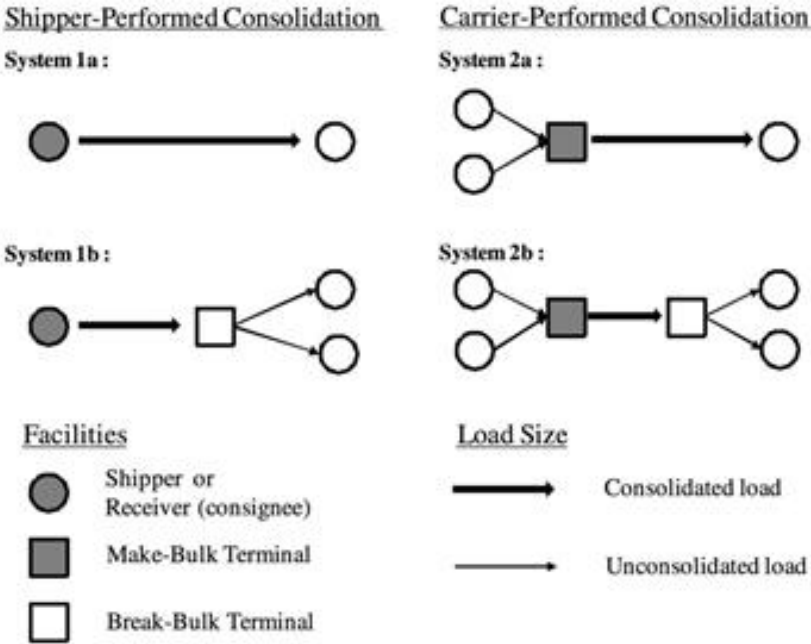 Shipper-Performed Consolidation
Carrier-Performed Consolidation
System 1a :
System 2a :
System 1b :
System 2b :
Facilities
Load Size
Shipper or
Receiver (consignee)
Consolidated load
Make-Bulk Terminal
Unconsolidated load
Break-Bulk Terminal